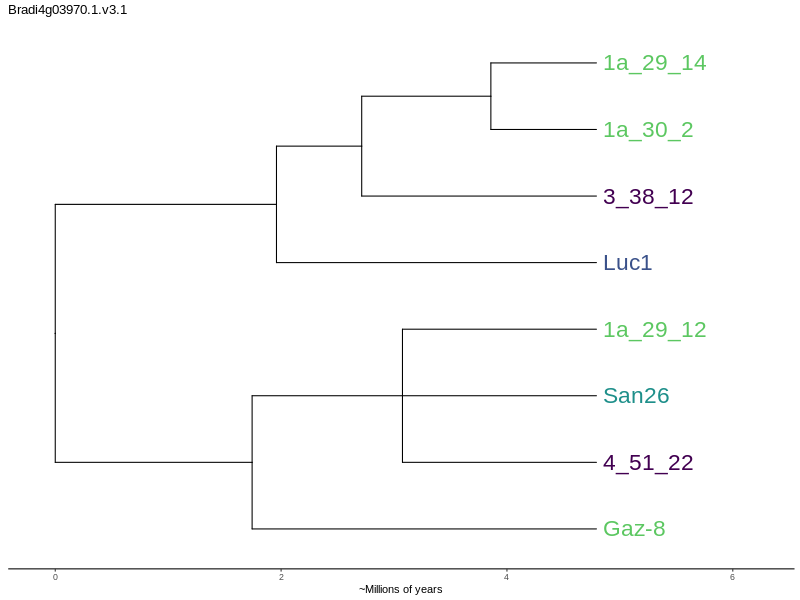 Bradi4g03970.1.v3.1
1a_29_14
1a_30_2
3_38_12
Luc1
1a_29_12
San26
4_51_22
Gaz-8
0 2 4 6
~Millions of years